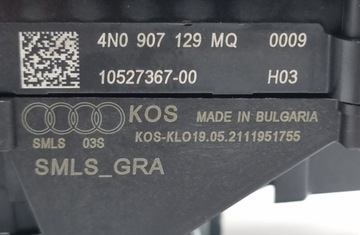 4N0 907 129 MQ 0009
10527367-00 H03
KOS MADE IN BULGARIA
SMLS 03S KOS-KLO19.05.2111951755
SMLS_GRA